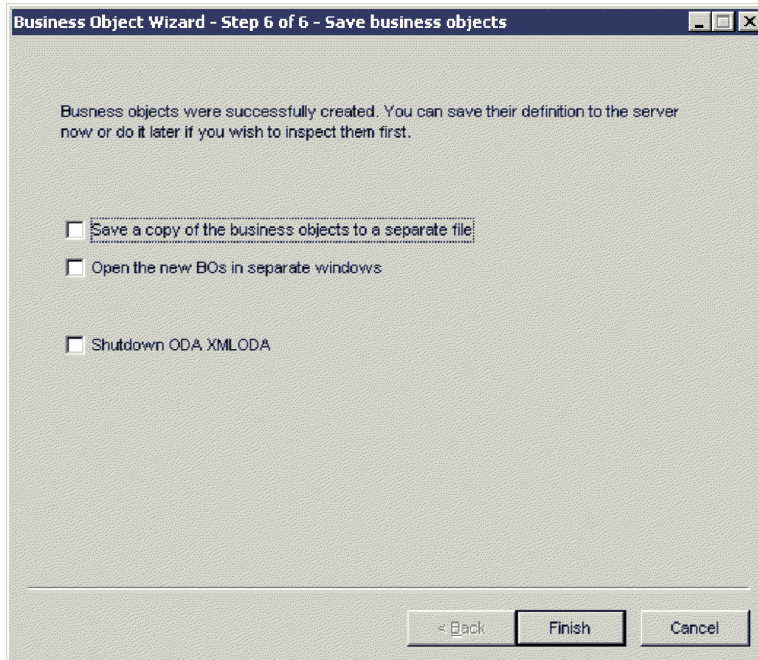 Business Object Wizard - Step 6 of 6 - Save business objects
Busness objects were successfully created. You can save their definition to the server
now or do it later if you wish to inspect them first.
Save a copy of the business objects to a separate file
Open the new BOs in separate windows
Shutdown ODA XMLODA
< Back
Finish
Cancel